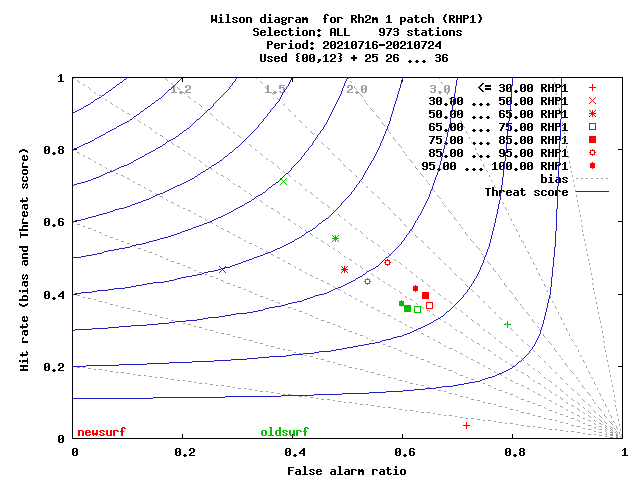 Wilson diagram  for Rh2m 1 patch (RHP1)
Selection: ALL    973 stations
Period: 20210716-20210724
Used {00,12} + 25 26 ... 36
1
0.8
0.6
0.4
0.2
0
Hit rate (bias and Threat score)
1.2
1.5
2.0
3.0
<= 30.00 RHP1
30.00 ... 50.00 RHP1
50.00 ... 65.00 RHP1
65.00 ... 75.00 RHP1
75.00 ... 85.00 RHP1
85.00 ... 95.00 RHP1
95.00 ... 100.00 RHP1
bias
Threat score
newsurf
oldsurf
0
0.2
0.4
0.6
0.8
1
False alarm ratio